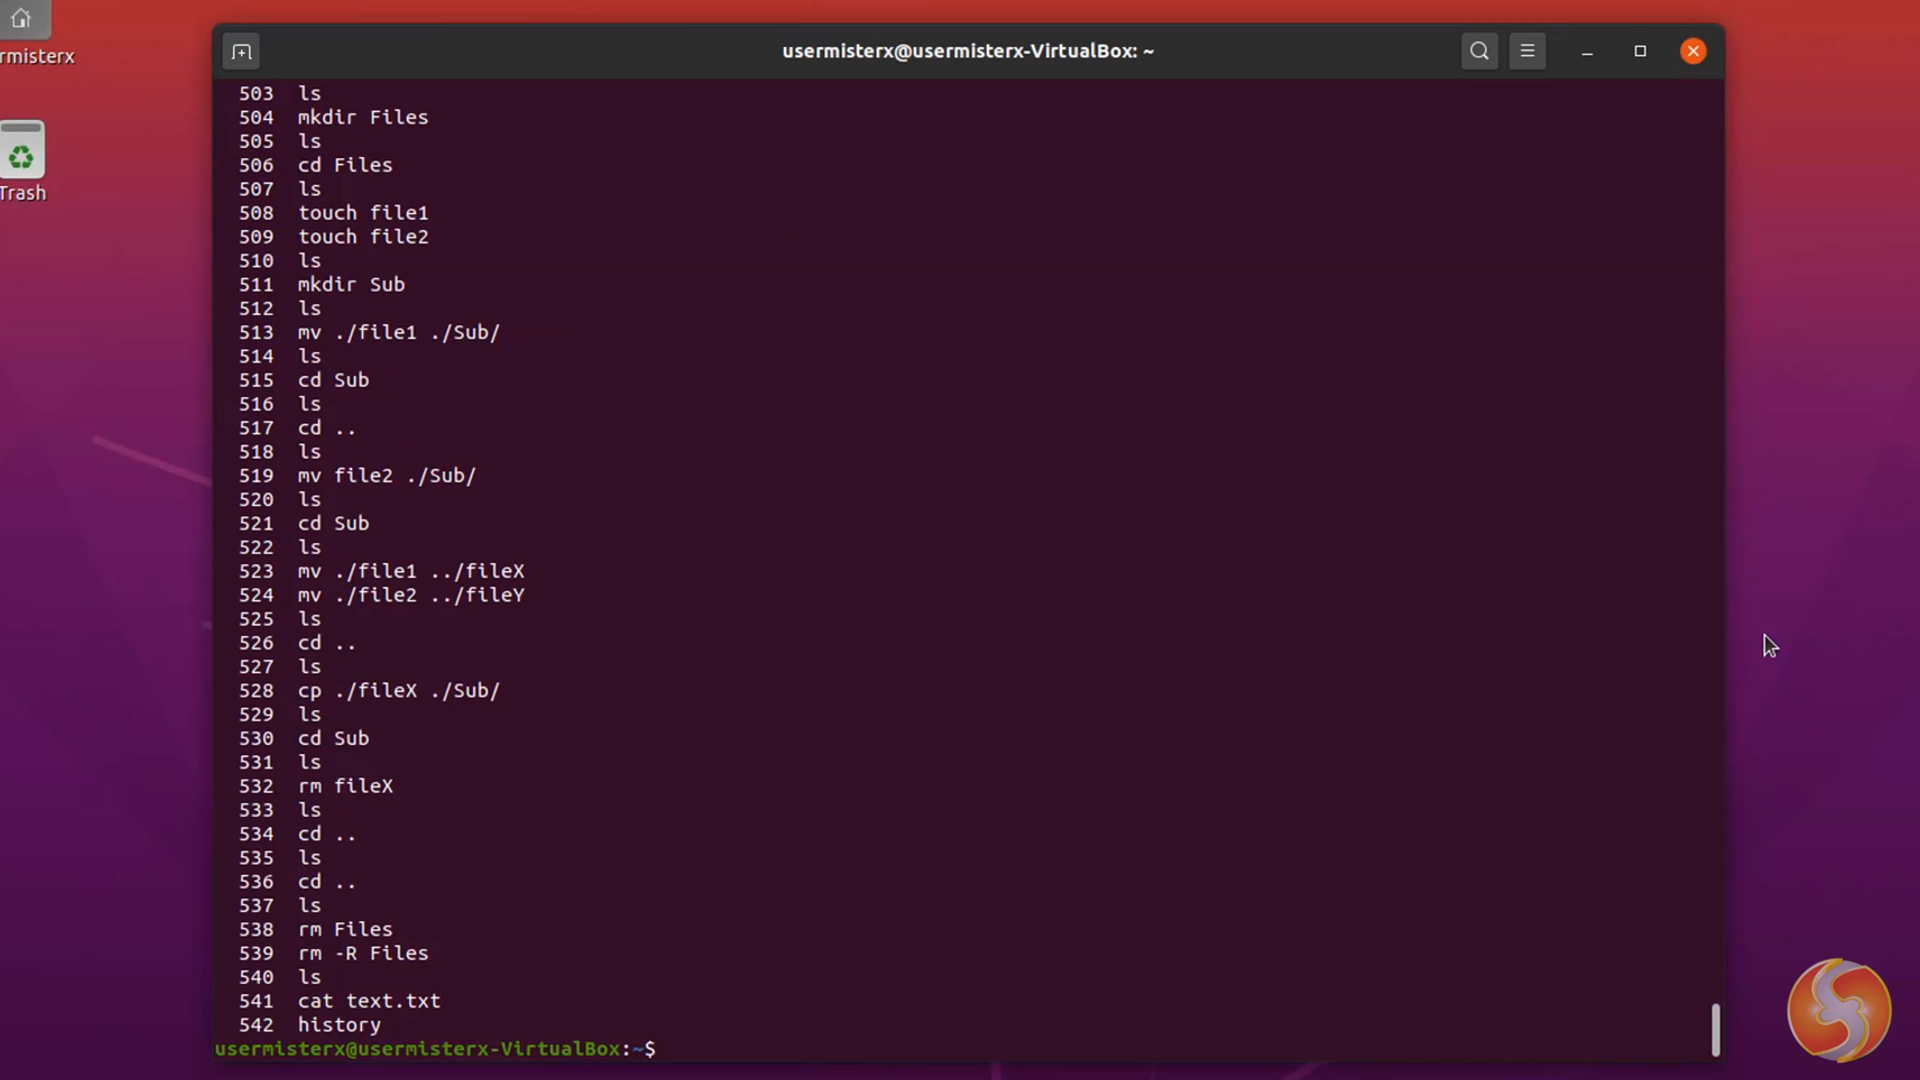 rmisterx
Trash
usermisterx@usermisterx-VirtualBox: ~
503 ls
504 mkdir Files
505 ls
506 cd Files
507 ls
508 touch file1
509 touch file2
510 ls
511 mkdir Sub
512 ls
513 mv ./file1 ./Sub/
514 ls
515 cd Sub
516 ls
517 cd ..
518 ls
519 mv file2 ./Sub/
520 ls
521 cd Sub
522 ls
523 mv ./file1 ../fileX
524 mv ./file2 ../fileY
525 ls
526 cd ..
527 ls
528 cp ./fileX ./Sub/
529 ls
530 cd Sub
531 ls
532 rm fileX
533 ls
534 cd ..
535 ls
536 cd ..
537 ls
538 rm Files
539 rm -R Files
540 ls
541 cat text.txt
542 history
usermisterx@usermisterx-VirtualBox:~$